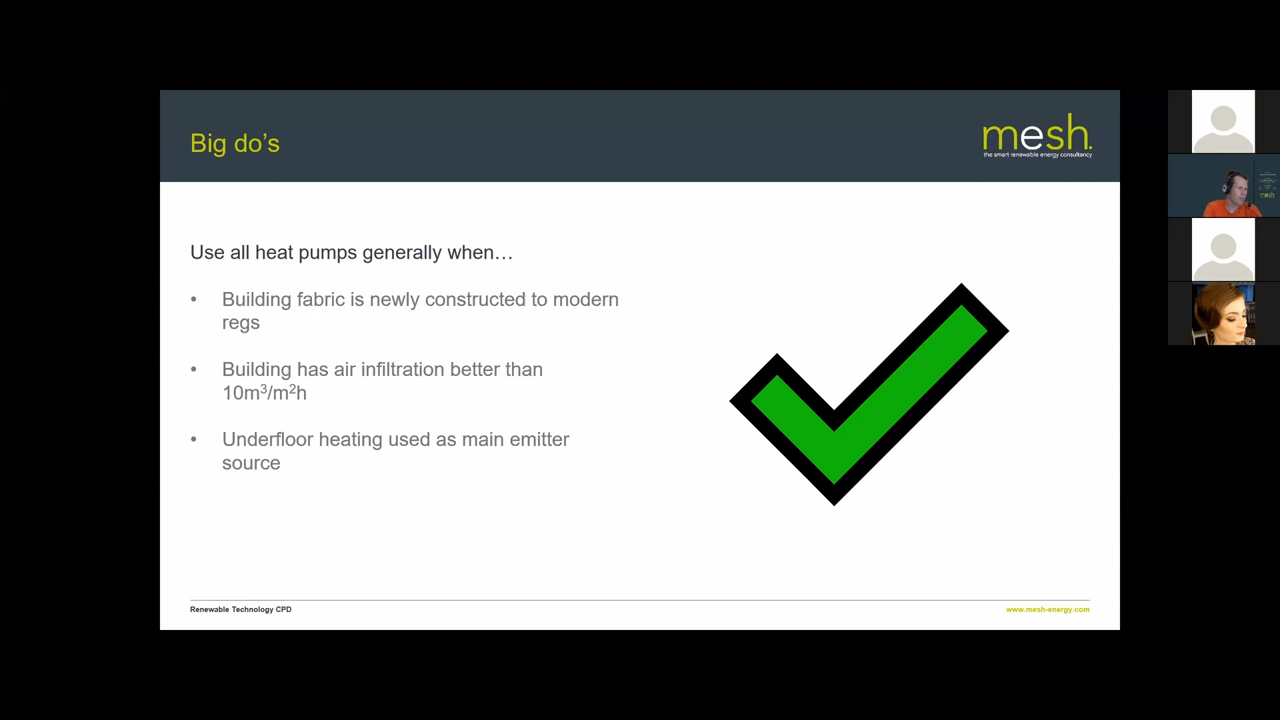 Big do's
mesh.
the smart renewable energy consultancy
Use all heat pumps generally when…
• Building fabric is newly constructed to modern
regs
• Building has air infiltration better than
10m³/m²h
• Underfloor heating used as main emitter
source
Renewable Technology CPD
www.mesh-energy.com